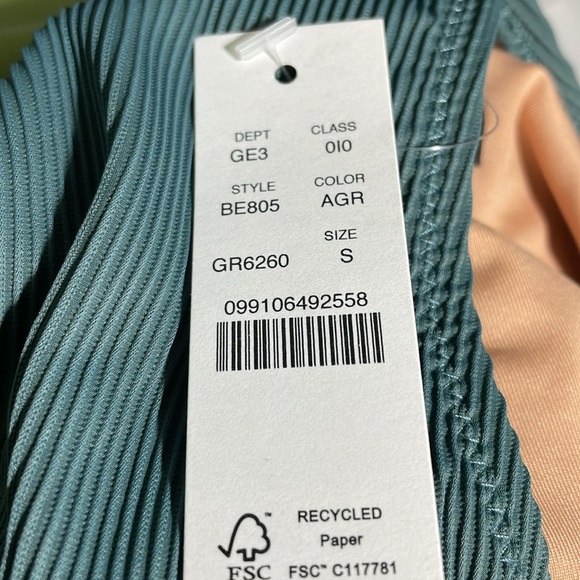 DEPT CLASS
GE3 0I0
STYLE COLOR
BE805 AGR
SIZE
GR6260 S
099106492558
RECYCLED
Paper
FSC™ C117781
FSC